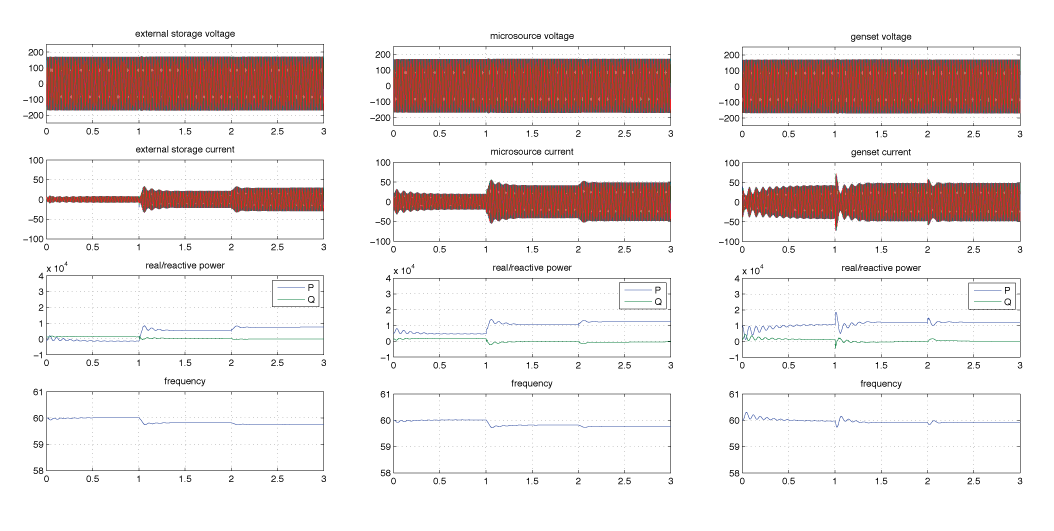 external storage voltage
200
100
0
−100
−200
0 0.5 1 1.5 2 2.5 3
external storage current
100
50
0
−50
−100
0 0.5 1 1.5 2 2.5 3
x 10^4 real/reactive power
4
3
2
1
0
−1
P
Q
0 0.5 1 1.5 2 2.5 3
frequency
61
60
59
58
0 0.5 1 1.5 2 2.5 3
microsource voltage
200
100
0
−100
−200
0 0.5 1 1.5 2 2.5 3
microsource current
100
50
0
−50
−100
0 0.5 1 1.5 2 2.5 3
x 10^4 real/reactive power
4
3
2
1
0
−1
P
Q
0 0.5 1 1.5 2 2.5 3
frequency
61
60
59
58
0 0.5 1 1.5 2 2.5 3
genset voltage
200
100
0
−100
−200
0 0.5 1 1.5 2 2.5 3
genset current
100
50
0
−50
−100
0 0.5 1 1.5 2 2.5 3
x 10^4 real/reactive power
4
3
2
1
0
−1
P
Q
0 0.5 1 1.5 2 2.5 3
frequency
61
60
59
58
0 0.5 1 1.5 2 2.5 3